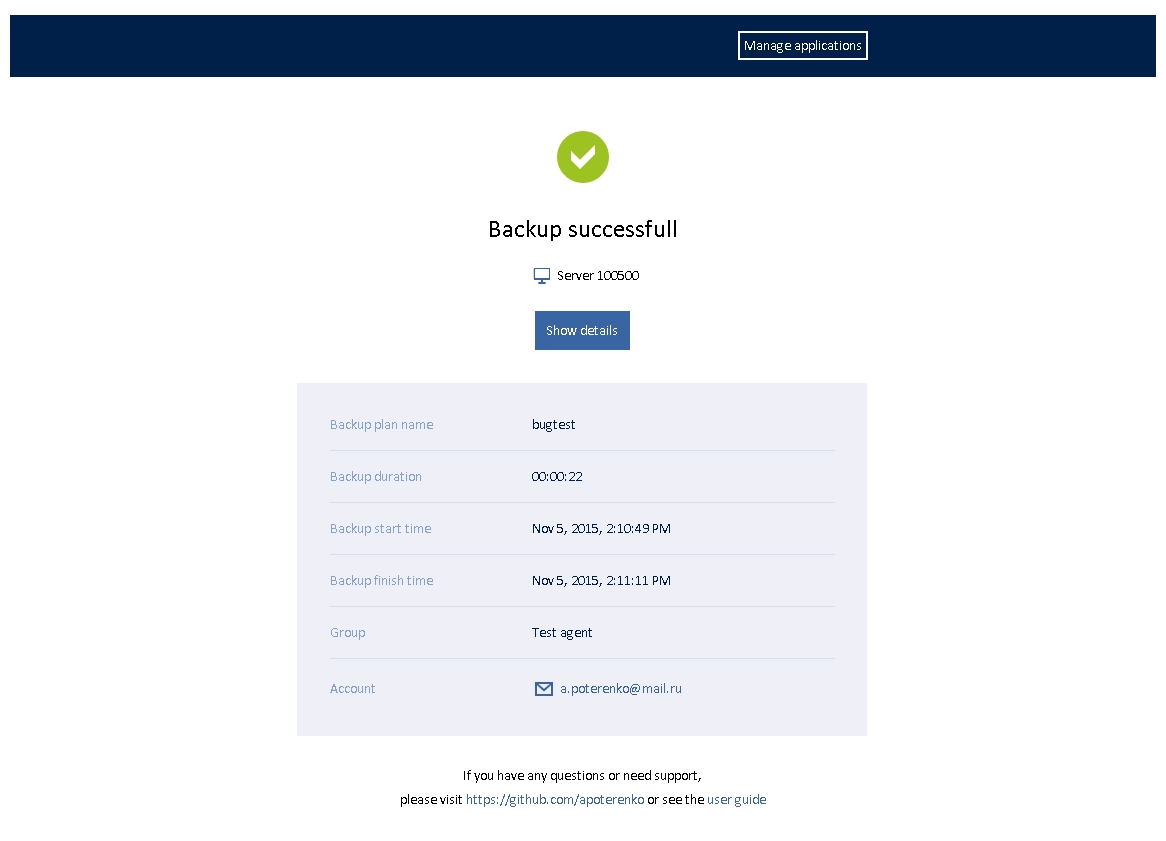 Manage applications
Backup successfull
Server 100500
Show details
Backup plan name bugtest
Backup duration 00:00:22
Backup start time Nov 5, 2015, 2:10:49 PM
Backup finish time Nov 5, 2015, 2:11:11 PM
Group Test agent
Account a.poterenko@mail.ru
If you have any questions or need support,
please visit https://github.com/apoterenko or see the user guide